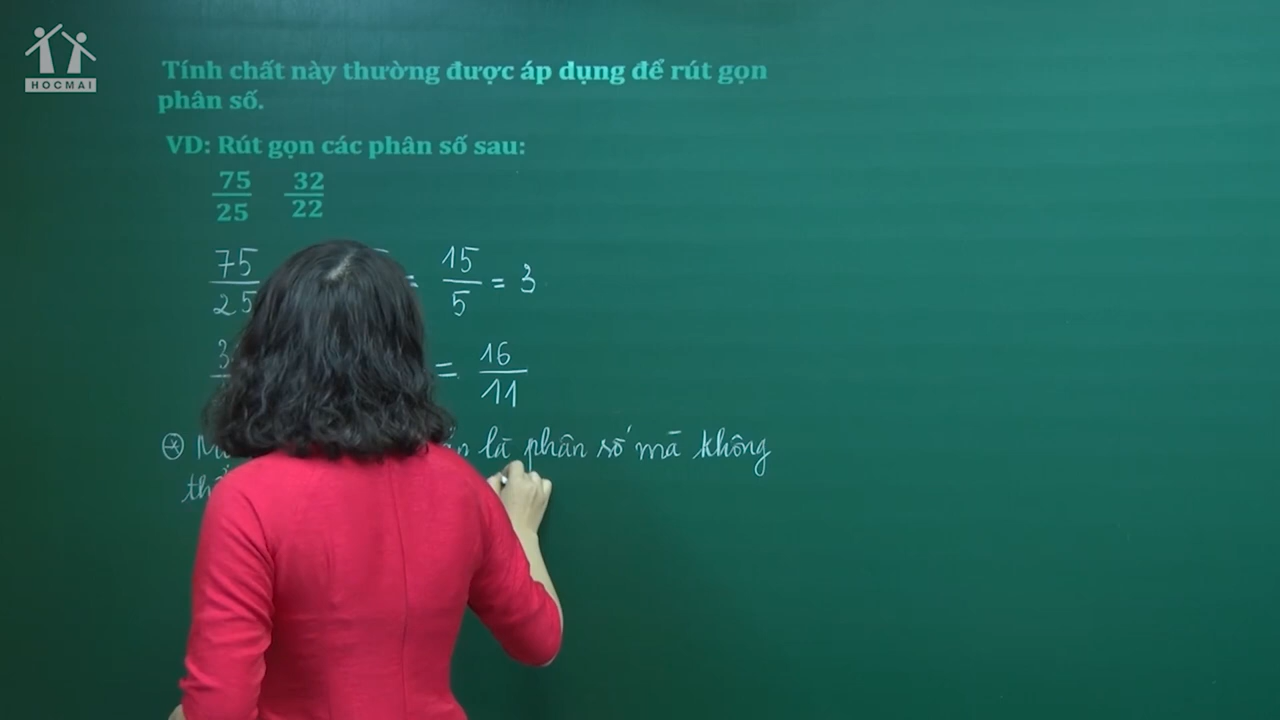 HOCMAI
Tính chất này thường được áp dụng để rút gọn
phân số.
VD: Rút gọn các phân số sau:
75/25 32/22
75/25 = 15/5 = 3
= 16/11
là phân số mà không